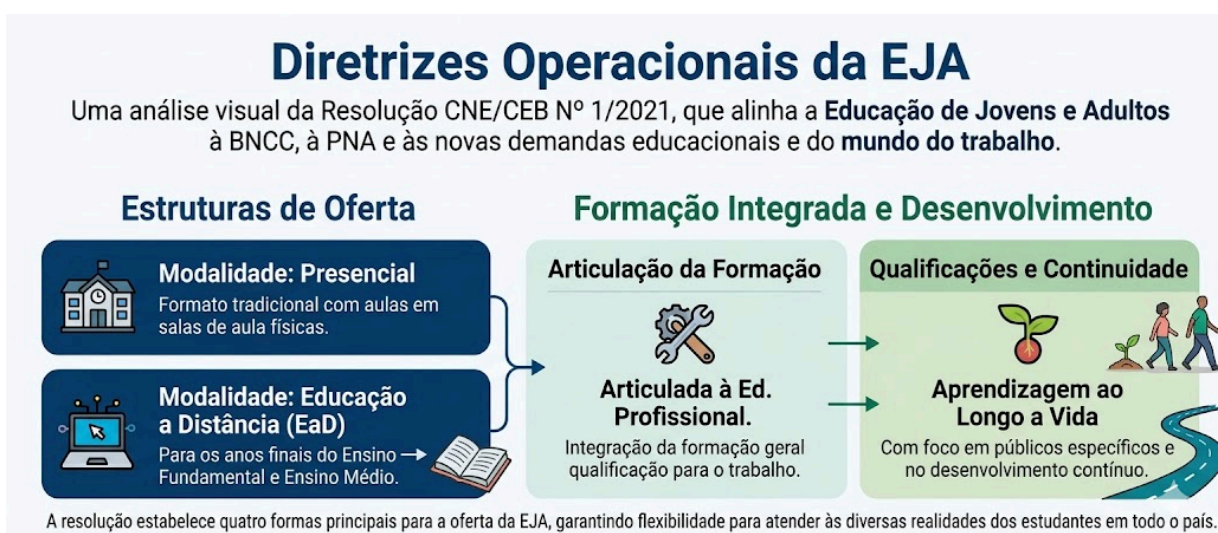 Diretrizes Operacionais da EJA
Uma análise visual da Resolução CNE/CEB Nº 1/2021, que alinha a Educação de Jovens e Adultos
à BNCC, à PNA e às novas demandas educacionais e do mundo do trabalho.
Estruturas de Oferta
Modalidade: Presencial
Formato tradicional com aulas em
salas de aula físicas.
Modalidade: Educação
a Distância (EaD)
Para os anos finais do Ensino
Fundamental e Ensino Médio.
Formação Integrada e Desenvolvimento
Articulação da Formação
Articulada à Ed.
Profissional.
Integração da formação geral
qualificação para o trabalho.
Qualificações e Continuidade
Aprendizagem ao
Longo a Vida
Com foco em públicos específicos e
no desenvolvimento contínuo.
A resolução estabelece quatro formas principais para a oferta da EJA, garantindo flexibilidade para atender às diversas realidades dos estudantes em todo o país.